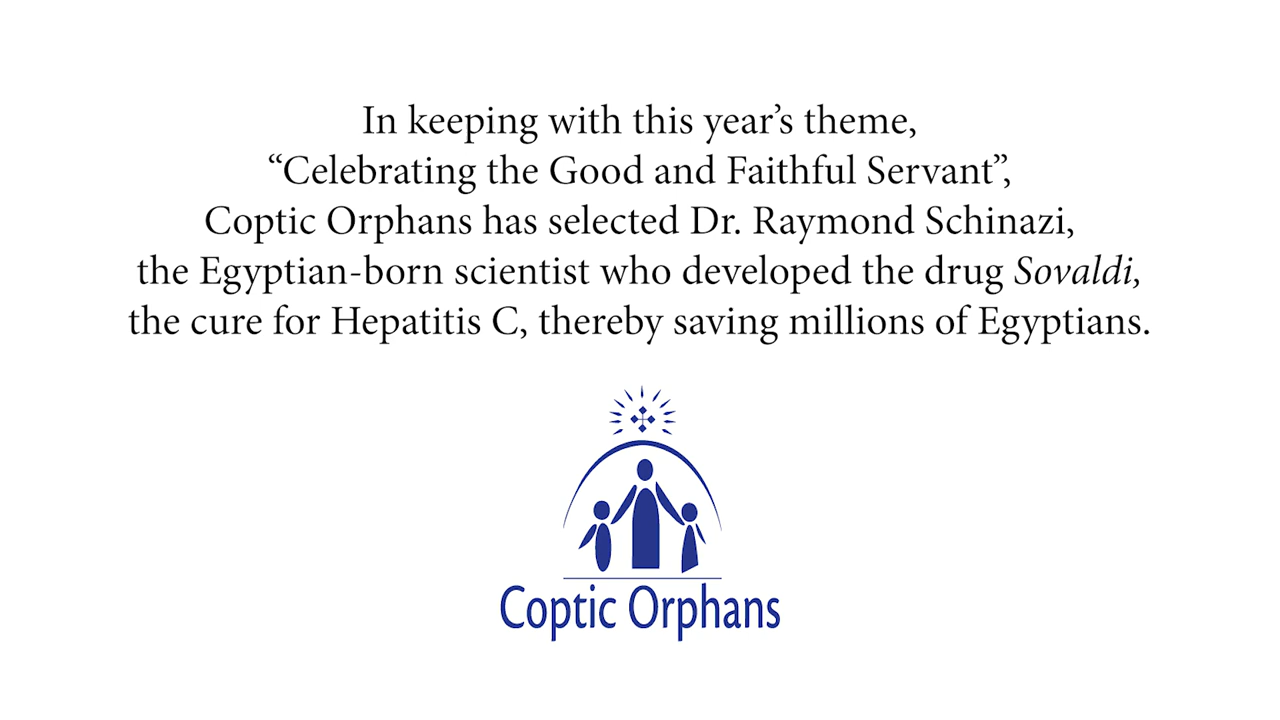 In keeping with this year’s theme,
“Celebrating the Good and Faithful Servant”,
Coptic Orphans has selected Dr. Raymond Schinazi,
the Egyptian-born scientist who developed the drug Sovaldi,
the cure for Hepatitis C, thereby saving millions of Egyptians.
Coptic Orphans